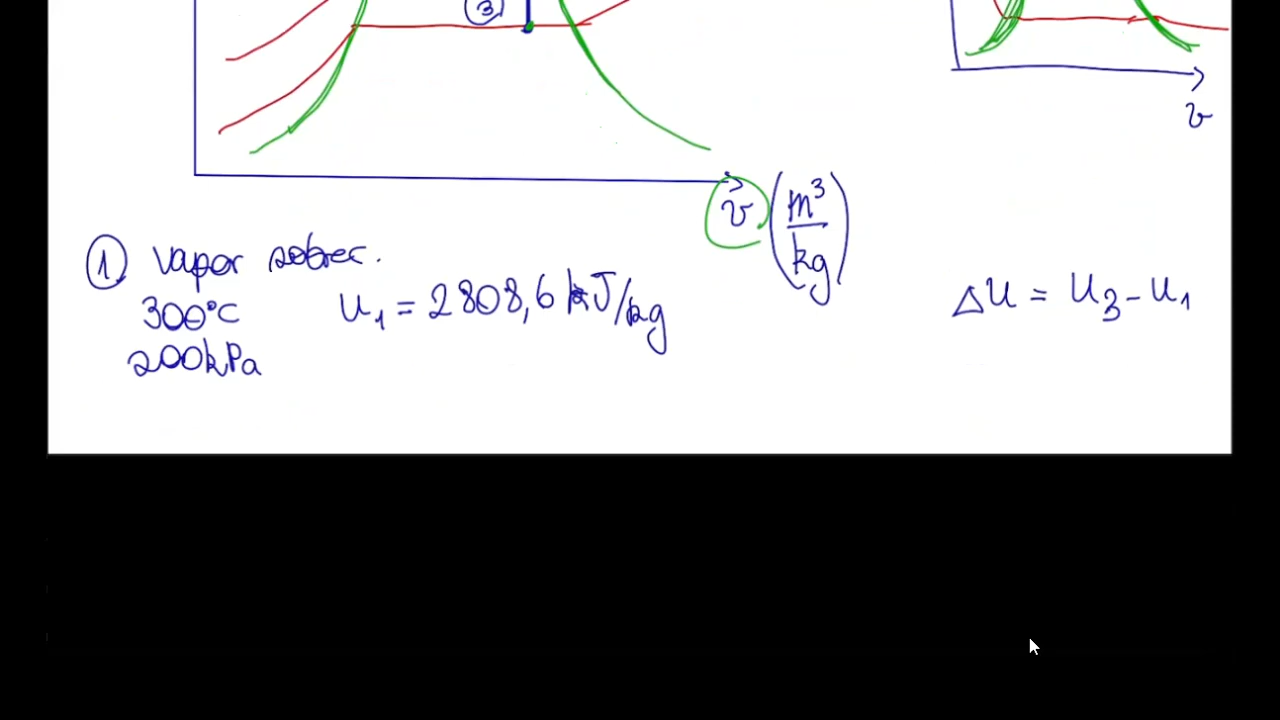 ③
v
v (m³/kg)
① vapor sobrec.
300°C
200kPa
u₁ = 2808,6 kJ/kg
Δu = u₃ - u₁